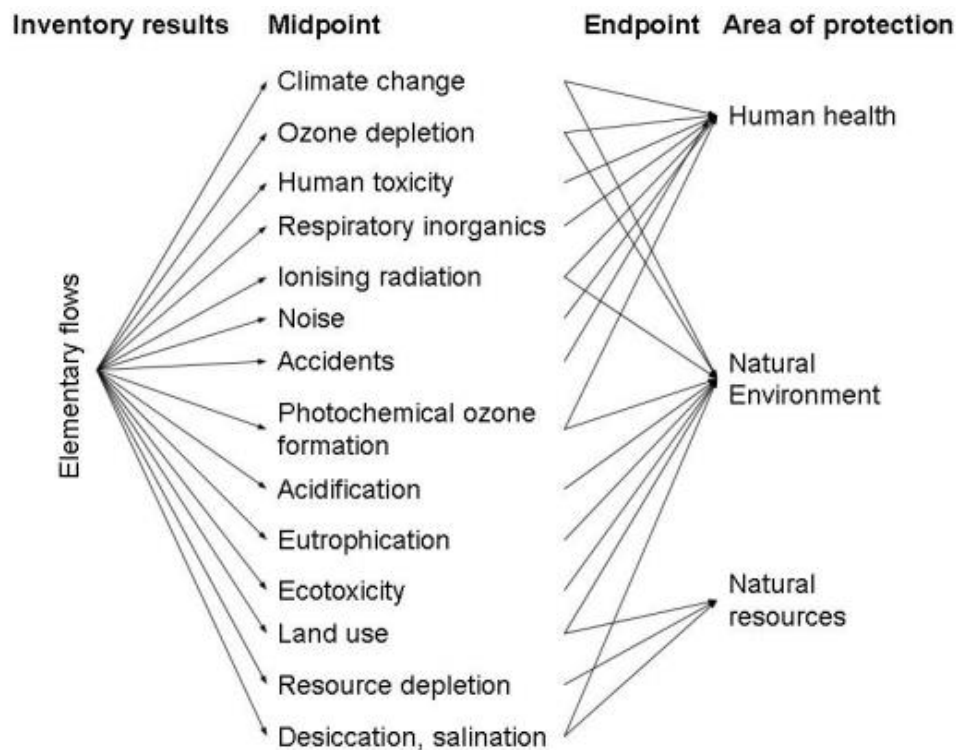 Inventory results Midpoint Endpoint Area of protection
Elementary flows
Climate change
Ozone depletion
Human toxicity
Respiratory inorganics
Ionising radiation
Noise
Accidents
Photochemical ozone
formation
Acidification
Eutrophication
Ecotoxicity
Land use
Resource depletion
Desiccation, salination
Human health
Natural
Environment
Natural
resources